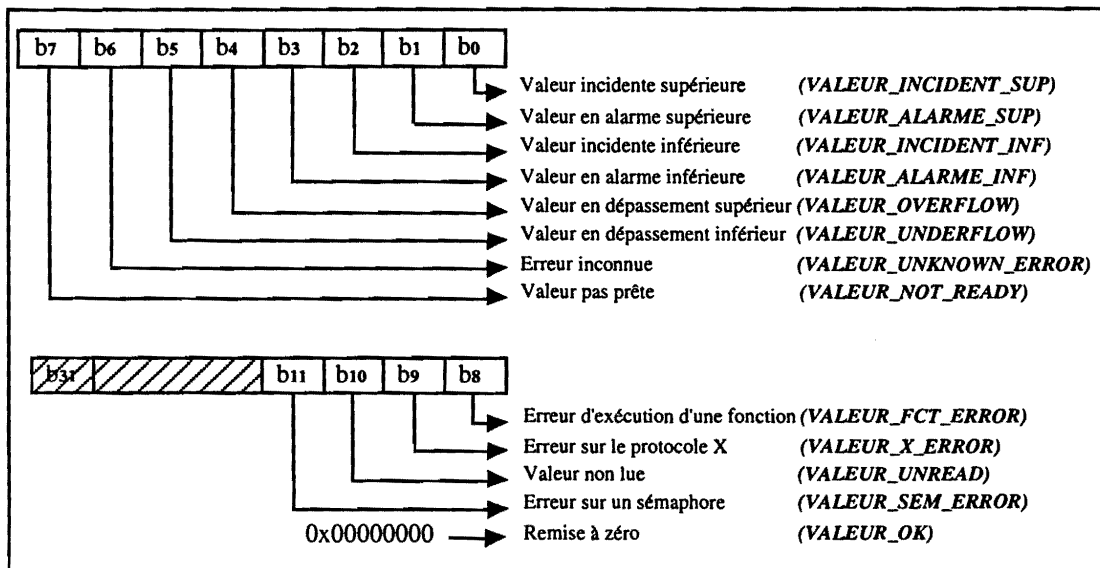 b7 b6 b5 b4 b3 b2 b1 b0
Valeur incidente supérieure (VALEUR_INCIDENT_SUP)
Valeur en alarme supérieure (VALEUR_ALARME_SUP)
Valeur incidente inférieure (VALEUR_INCIDENT_INF)
Valeur en alarme inférieure (VALEUR_ALARME_INF)
Valeur en dépassement supérieur (VALEUR_OVERFLOW)
Valeur en dépassement inférieur (VALEUR_UNDERFLOW)
Erreur inconnue (VALEUR_UNKNOWN_ERROR)
Valeur pas prête (VALEUR_NOT_READY)
b31 b11 b10 b9 b8
Erreur d'exécution d'une fonction (VALEUR_FCT_ERROR)
Erreur sur le protocole X (VALEUR_X_ERROR)
Valeur non lue (VALEUR_UNREAD)
Erreur sur un sémaphore (VALEUR_SEM_ERROR)
0x00000000 Remise à zéro (VALEUR_OK)